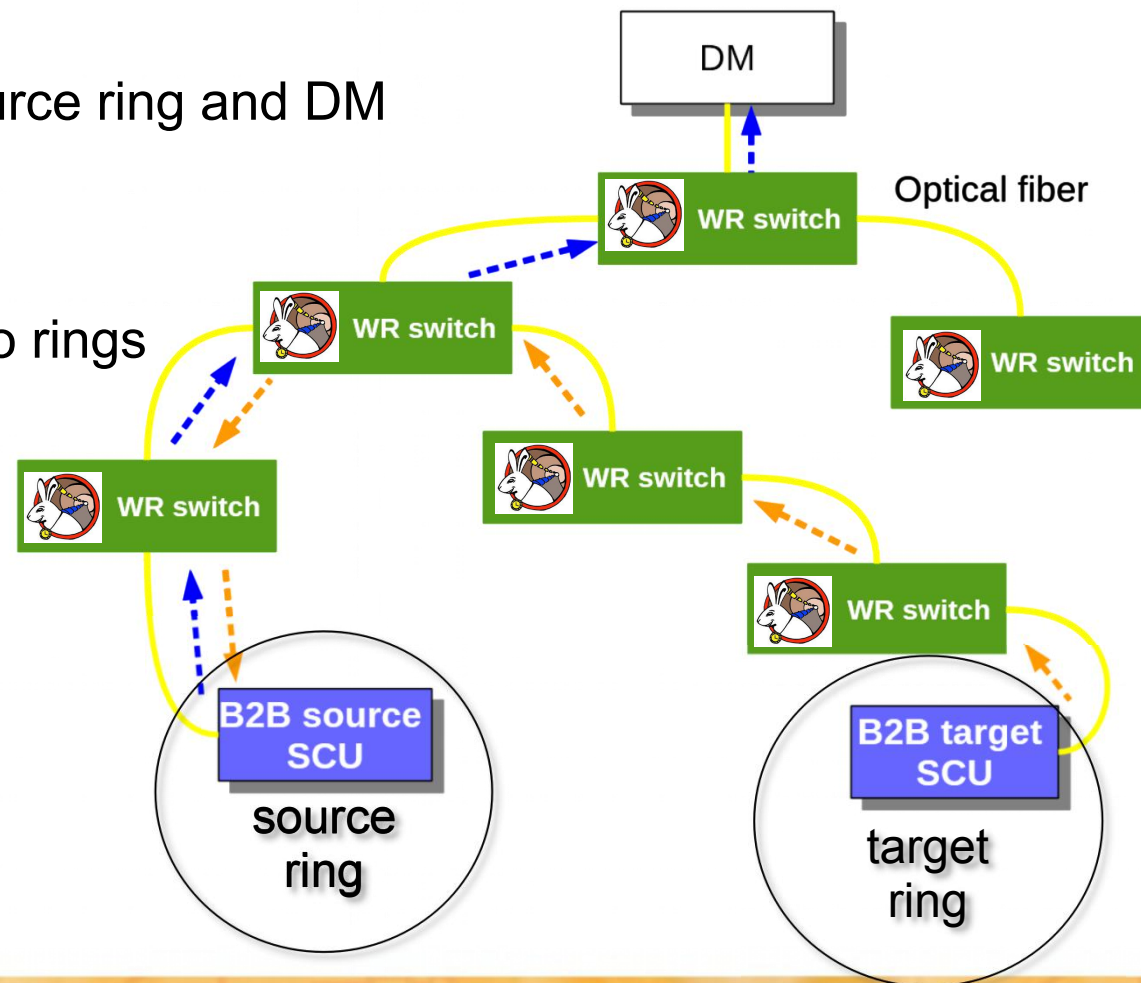 DM
urce ring and DM
Optical fiber
WR switch
WR switch
o rings
WR switch
WR switch
WR switch
WR switch
B2B source
SCU
B2B target
SCU
source
ring
target
ring